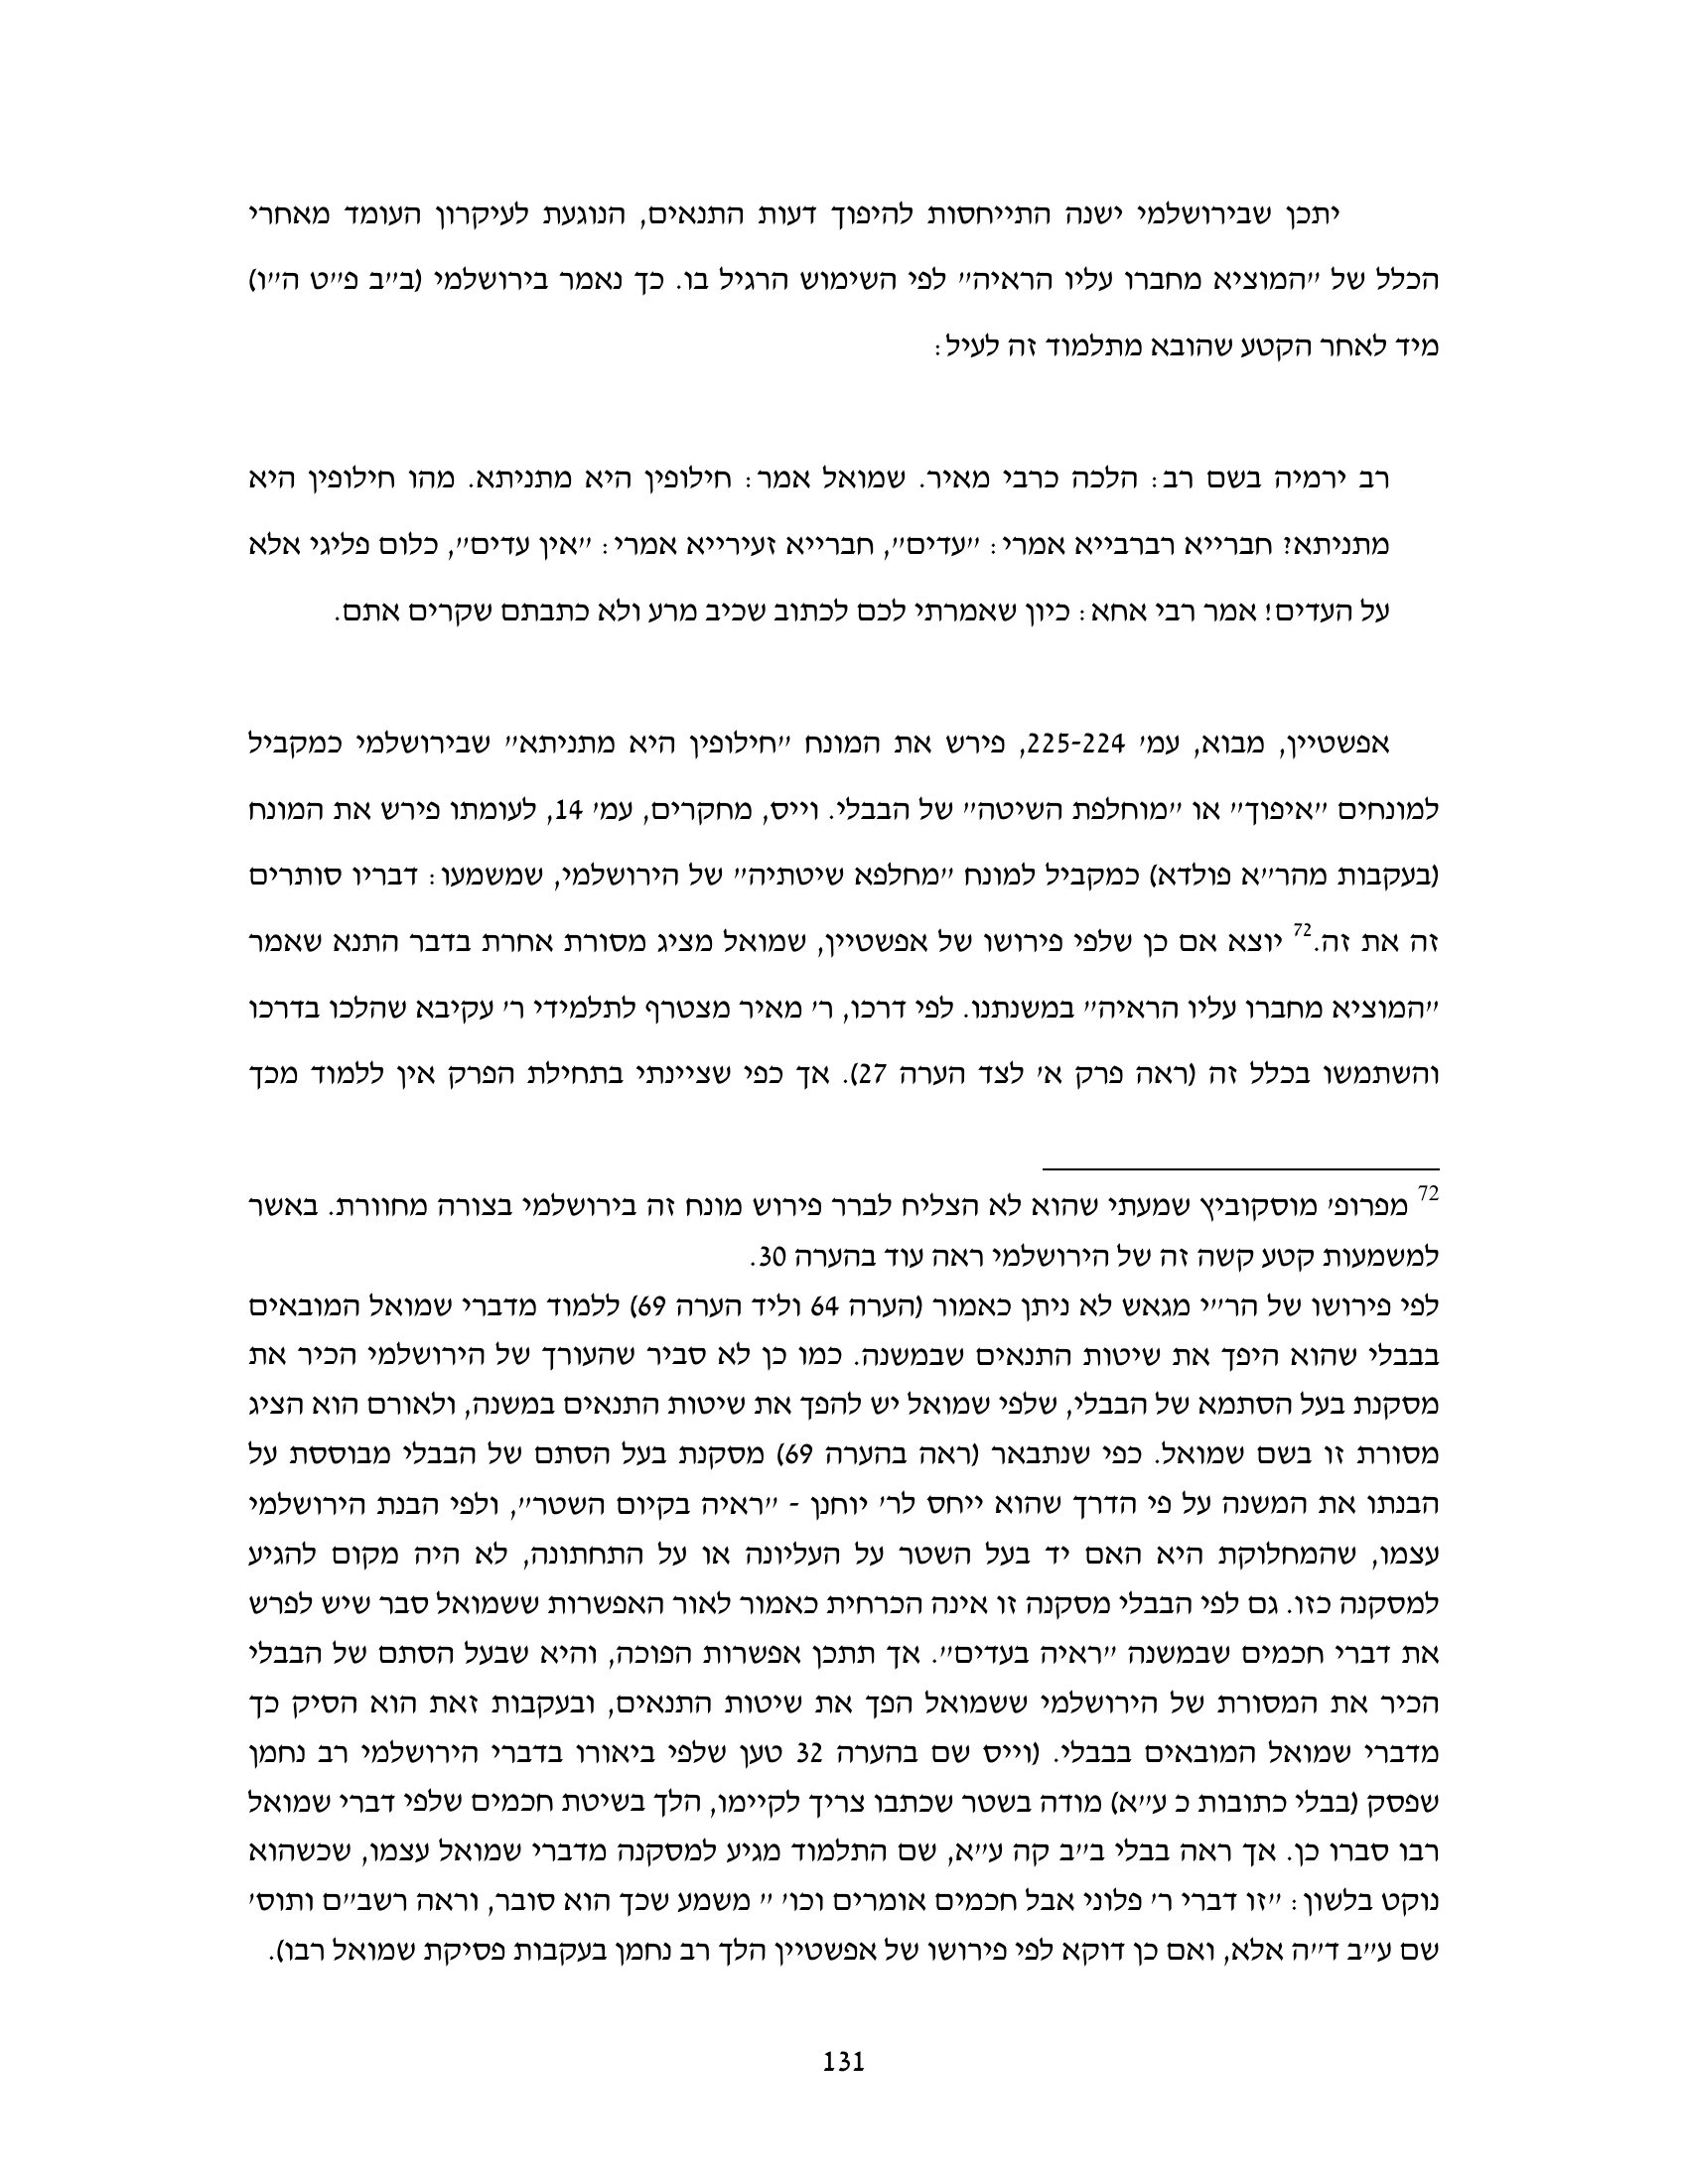 יתכן שבירושלמי ישנה התייחסות להיפוך דעות התנאים, הנוגעת לעיקרון העומד מאחרי
הכלל של "המוציא מחברו עליו הראיה" לפי השימוש הרגיל בו. כך נאמר בירושלמי (ב"ב פ"ט ה"ו)
מיד לאחר הקטע שהובא מתלמוד זה לעיל:
רב ירמיה בשם רב: הלכה כרבי מאיר. שמואל אמר: חילופין היא מתניתא. מהו חילופין היא
מתניתא? חברייא רברבייא אמרי: "עדים", חברייא זעירייא אמרי: "אין עדים", כלום פליגי אלא
על העדים! אמר רבי אחא: כיון שאמרתי לכם לכתוב שכיב מרע ולא כתבתם שקרים אתם.
אפשטיין, מבוא, עמ' 225-224, פירש את המונח "חילופין היא מתניתא" שבירושלמי כמקביל
למונחים "איפוך" או "מוחלפת השיטה" של הבבלי. וייס, מחקרים, עמ' 14, לעומתו פירש את המונח
(בעקבות מהר"א פולדא) כמקביל למונח "מחלפא שיטתיה" של הירושלמי, שמשמעו: דבריו סותרים
זה את זה.72 יוצא אם כן שלפי פירושו של אפשטיין, שמואל מציג מסורת אחרת בדבר התנא שאמר
"המוציא מחברו עליו הראיה" במשנתנו. לפי דרכו, ר' מאיר מצטרף לתלמידי ר' עקיבא שהלכו בדרכו
והשתמשו בכלל זה (ראה פרק א' לצד הערה 27). אך כפי שציינתי בתחילת הפרק אין ללמוד מכך
72 מפרופ' מוסקוביץ שמעתי שהוא לא הצליח לברר פירוש מונח זה בירושלמי בצורה מחוורת. באשר
למשמעות קטע קשה זה של הירושלמי ראה עוד בהערה 30.
לפי פירושו של הר"י מגאש לא ניתן כאמור (הערה 64 וליד הערה 69) ללמוד מדברי שמואל המובאים
בבבלי שהוא היפך את שיטות התנאים שבמשנה. כמו כן לא סביר שהעורך של הירושלמי הכיר את
מסקנת בעל הסתמא של הבבלי, שלפי שמואל יש להפך את שיטות התנאים במשנה, ולאורם הוא הציג
מסורת זו בשם שמואל. כפי שנתבאר (ראה בהערה 69) מסקנת בעל הסתם של הבבלי מבוססת על
הבנתו את המשנה על פי הדרך שהוא ייחס לר' יוחנן - "ראיה בקיום השטר", ולפי הבנת הירושלמי
עצמו, שהמחלוקת היא האם יד בעל השטר על העליונה או על התחתונה, לא היה מקום להגיע
למסקנה כזו. גם לפי הבבלי מסקנה זו אינה הכרחית כאמור לאור האפשרות ששמואל סבר שיש לפרש
את דברי חכמים שבמשנה "ראיה בעדים". אך תתכן אפשרות הפוכה, והיא שבעל הסתם של הבבלי
הכיר את המסורת של הירושלמי ששמואל הפך את שיטות התנאים, ובעקבות זאת הוא הסיק כך
מדברי שמואל המובאים בבבלי. (וייס שם בהערה 32 טען שלפי ביאורו בדברי הירושלמי רב נחמן
שפסק (בבלי כתובות כ ע"א) מודה בשטר שכתבו צריך לקיימו, הלך בשיטת חכמים שלפי דברי שמואל
רבו סברו כן. אך ראה בבלי ב"ב קה ע"א, שם התלמוד מגיע למסקנה מדברי שמואל עצמו, שכשהוא
נוקט בלשון: "זו דברי ר' פלוני אבל חכמים אומרים וכו' " משמע שכך הוא סובר, וראה רשב"ם ותוס'
שם ע"ב ד"ה אלא, ואם כן דוקא לפי פירושו של אפשטיין הלך רב נחמן בעקבות פסיקת שמואל רבו).
131